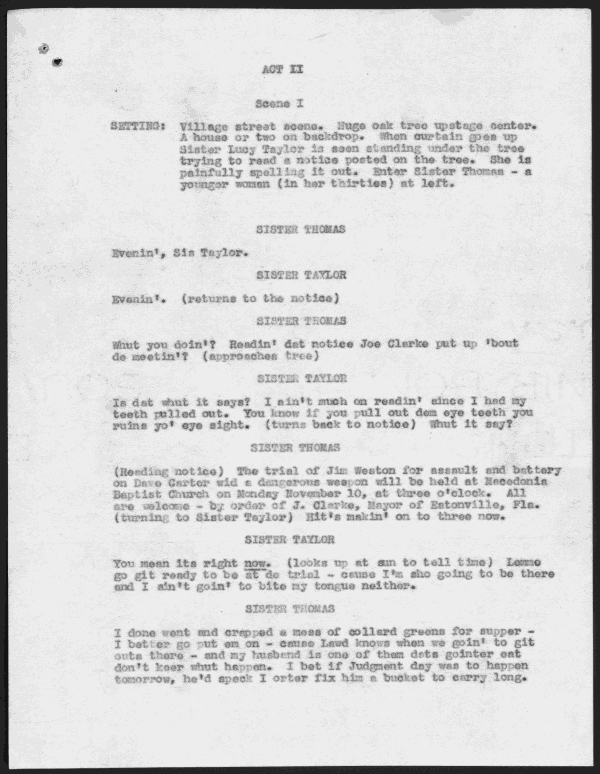 ACT II
Scene I
SETTING: Village street scene. Huge oak tree upstage center.
A house or two on backdrop. When curtain goes up
Sister Lucy Taylor is seen standing under the tree
trying to read a notice posted on the tree. She is
painfully spelling it out. Enter Sister Thomas - a
younger woman (in her thirties) at left.
SISTER THOMAS
Evenin', Sis Taylor.
SISTER TAYLOR
Evenin'. (returns to the notice)
SISTER THOMAS
Whut you doin'? Readin' dat notice Joe Clarke put up 'bout
de meetin'? (approaches tree)
SISTER TAYLOR
Is dat whut it says? I ain't much on readin' since I had my
teeth pulled out. You know if you pull out dem eye teeth you
ruins yo' eye sight. (turns back to notice) Whut it say?
SISTER THOMAS
(Reading notice) The trial of Jim Weston for assault and battery
on Dave Carter wid a dangerous weapon will be held at Macedonia
Baptist Church on Monday November 10, at three o'clock. All
are welcome - by order of J. Clarke, Mayor of Eatonville, Fla.
(turning to Sister Taylor) Hit's makin' on to three now.
SISTER TAYLOR
You mean its right now. (looks up at sun to tell time) Lemme
go git ready to be at de trial - cause I'm sho going to be there
and I ain't goin' to bite my tongue neither.
SISTER THOMAS
I done went and crapped a mess of collard greens for supper -
I better go put em on - cause Lawd knows when we goin' to git
outa there - and my husband is one of them dats gointer eat
don't keer whut happen. I bet if Judgment day was to happen
tomorrow, he'd speck I orter fix him a bucket to carry long.